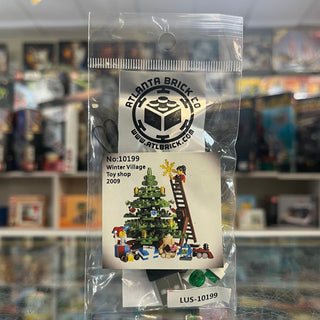 ATLANTA BRICK CO
WWW.ATLBRICK.COM
No:10199
Winter Village
Toy shop
2009
LUS-10199